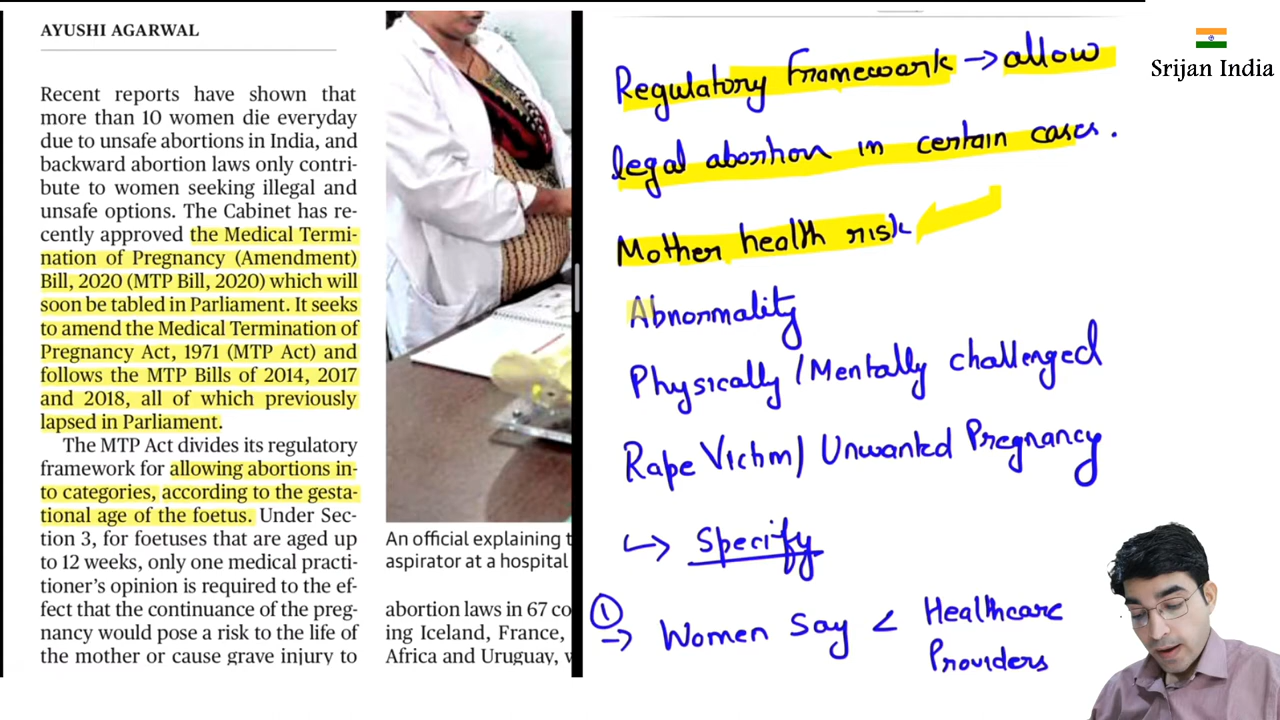 AYUSHI AGARWAL
Recent reports have shown that
more than 10 women die everyday
due to unsafe abortions in India, and
backward abortion laws only contri-
bute to women seeking illegal and
unsafe options. The Cabinet has re-
cently approved the Medical Termi-
nation of Pregnancy (Amendment)
Bill, 2020 (MTP Bill, 2020) which will
soon be tabled in Parliament. It seeks
to amend the Medical Termination of
Pregnancy Act, 1971 (MTP Act) and
follows the MTP Bills of 2014, 2017
and 2018, all of which previously
lapsed in Parliament.
The MTP Act divides its regulatory
framework for allowing abortions in-
to categories, according to the gesta-
tional age of the foetus. Under Sec-
tion 3, for foetuses that are aged up
to 12 weeks, only one medical practi-
tioner's opinion is required to the ef-
fect that the continuance of the preg-
nancy would pose a risk to the life of
the mother or cause grave injury to
An official explaining t
aspirator at a hospital
abortion laws in 67 co
ing Iceland, France,
Africa and Uruguay, w
Regulatory Framework → allow
legal abortion in certain cases.
Mother health risk
Abnormality
Physically / Mentally challenged
Rape Victim / Unwanted Pregnancy
↳ Specify
① → Women Say < Healthcare
Providers
Srijan India